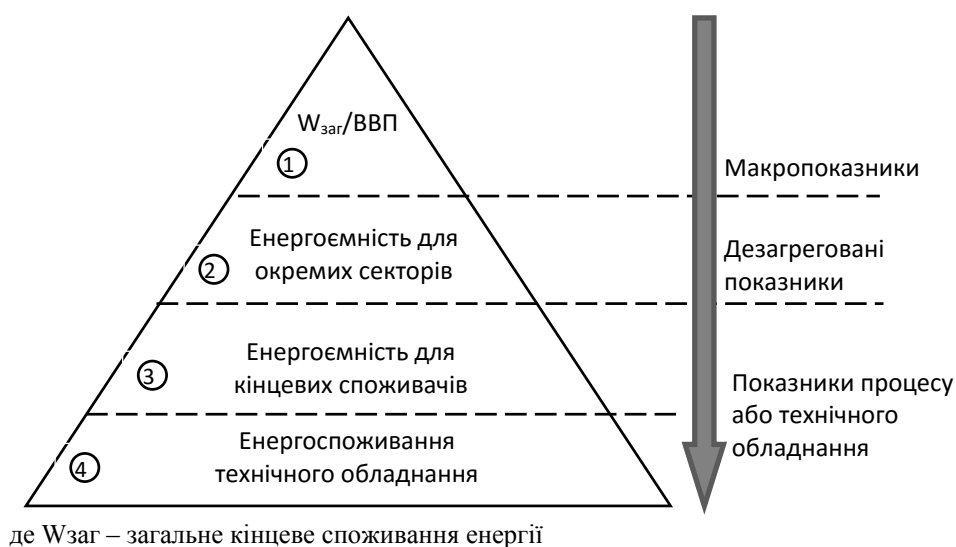 Wзаг/ВВП
1
Макропоказники
Енергоємність для
окремих секторів
2
Дезагреговані
показники
Енергоємність для
кінцевих споживачів
3
Показники процесу
або технічного
обладнання
Енергоспоживання
технічного обладнання
4
де Wзаг – загальне кінцеве споживання енергії